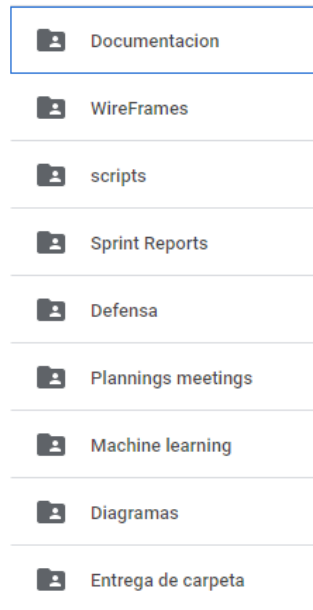 Documentacion
WireFrames
scripts
Sprint Reports
Defensa
Plannings meetings
Machine learning
Diagramas
Entrega de carpeta